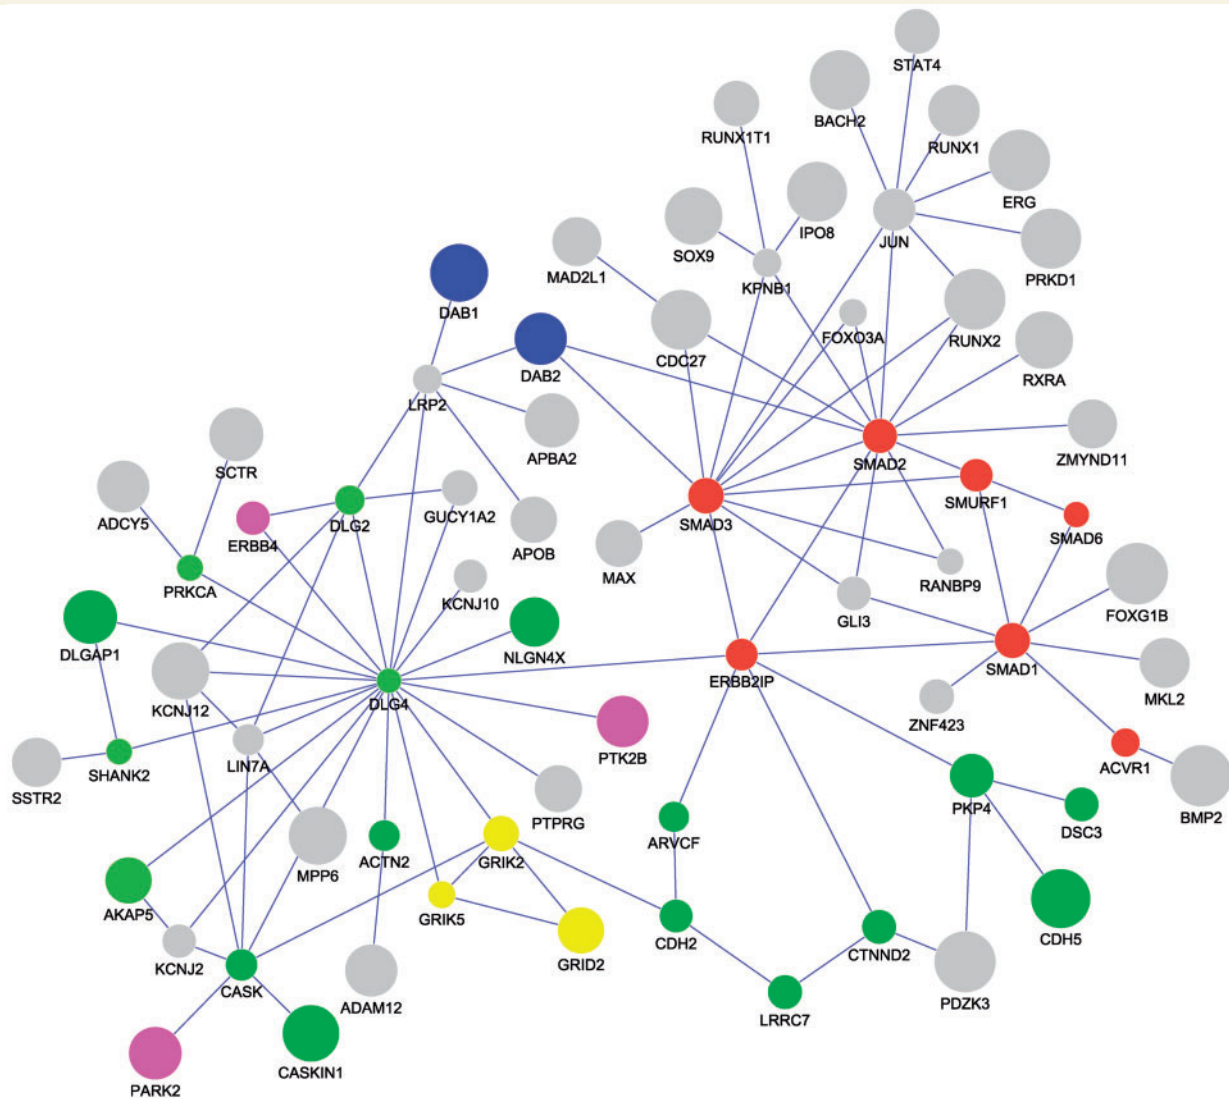 STAT4
BACH2
RUNX1T1
RUNX1
ERG
IPO8
JUN
SOX9
MAD2L1
PRKD1
KPNB1
DAB1
FOXO3A
RUNX2
CDC27
DAB2
RXRA
LRP2
APBA2
SCTR
SMAD2
ZMYND11
SMURF1
ADCY5
GUCY1A2
DLG2
SMAD3
ERBB4
APOB
SMAD6
MAX
RANBP9
PRKCA
KCNJ10
FOXG1B
GLI3
DLGAP1
NLGN4X
SMAD1
ERBB2IP
MKL2
DLG4
KCNJ12
ZNF423
PTK2B
LIN7A
SHANK2
ACVR1
SSTR2
PKP4
BMP2
PTPRG
DSC3
ARVCF
GRIK2
ACTN2
MPP6
AKAP5
GRIK5
CDH5
CDH2
CTNND2
GRID2
KCNJ2
CASK
ADAM12
PDZK3
LRRC7
CASKIN1
PARK2